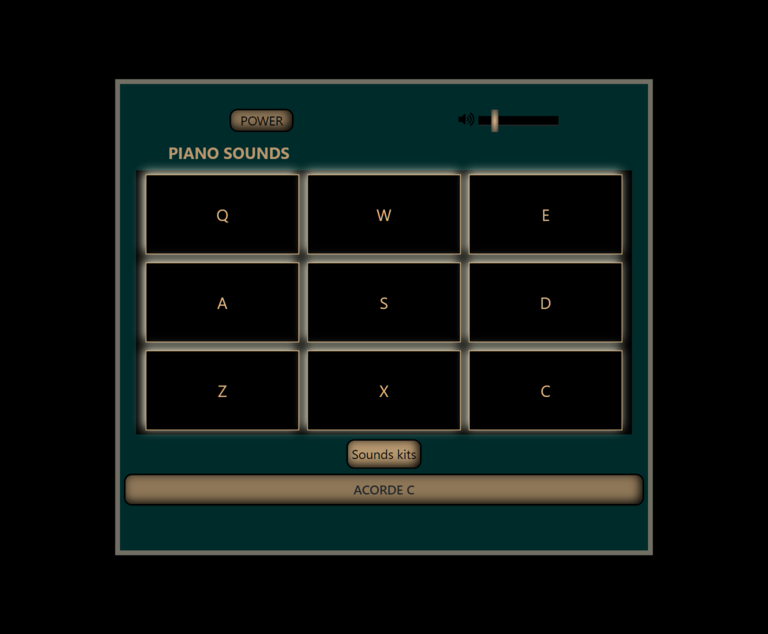 POWER
PIANO SOUNDS
Q W E
A S D
Z X C
Sounds kits
ACORDE C